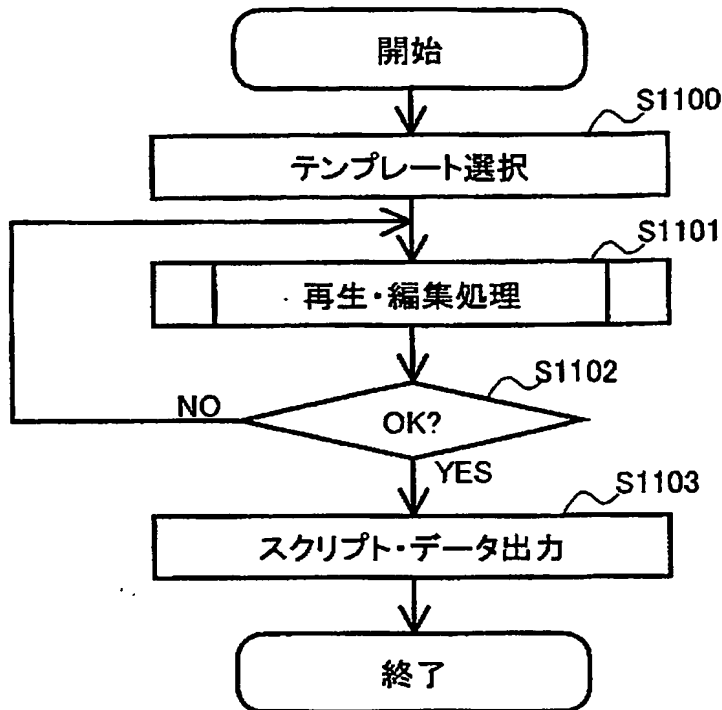 開始
S1100
テンプレート選択
S1101
再生・編集処理
S1102
NO
OK?
YES
S1103
スクリプト・データ出力
終了